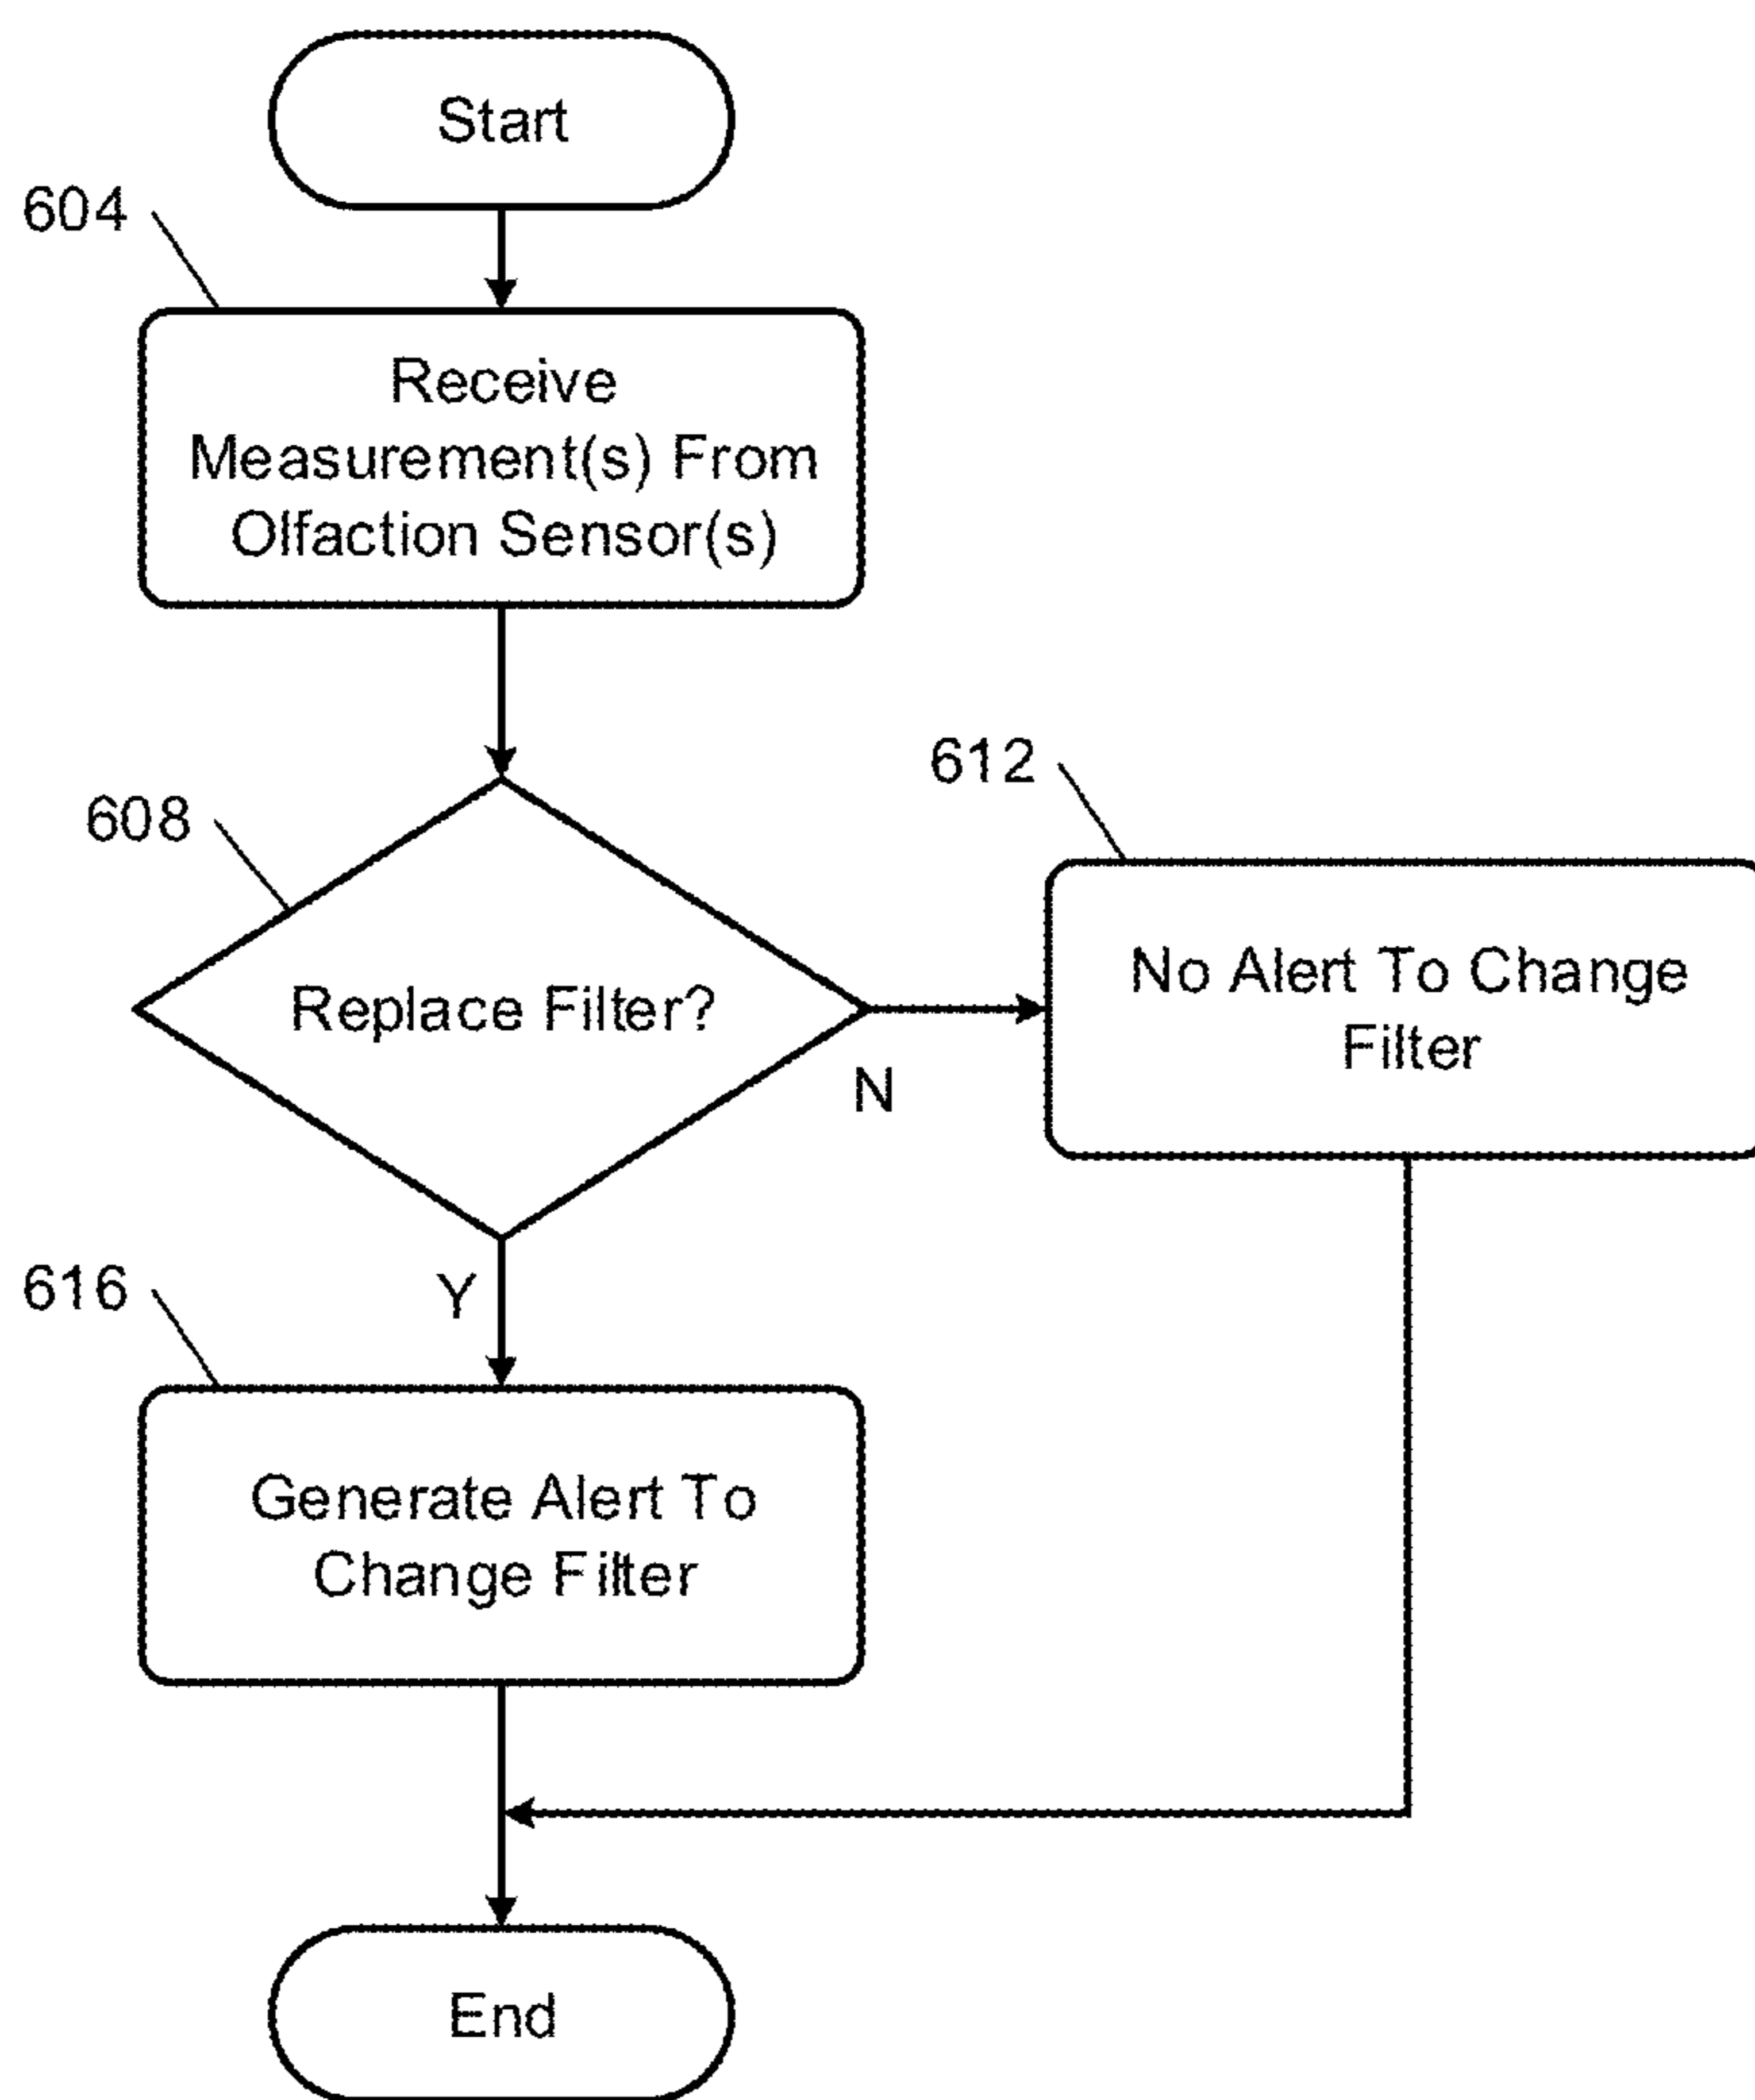 Start
604
Receive
Measurement(s) From
Olfaction Sensor(s)
612
608
Replace Filter?
No Alert To Change
Filter
N
Y
616
Generate Alert To
Change Filter
End